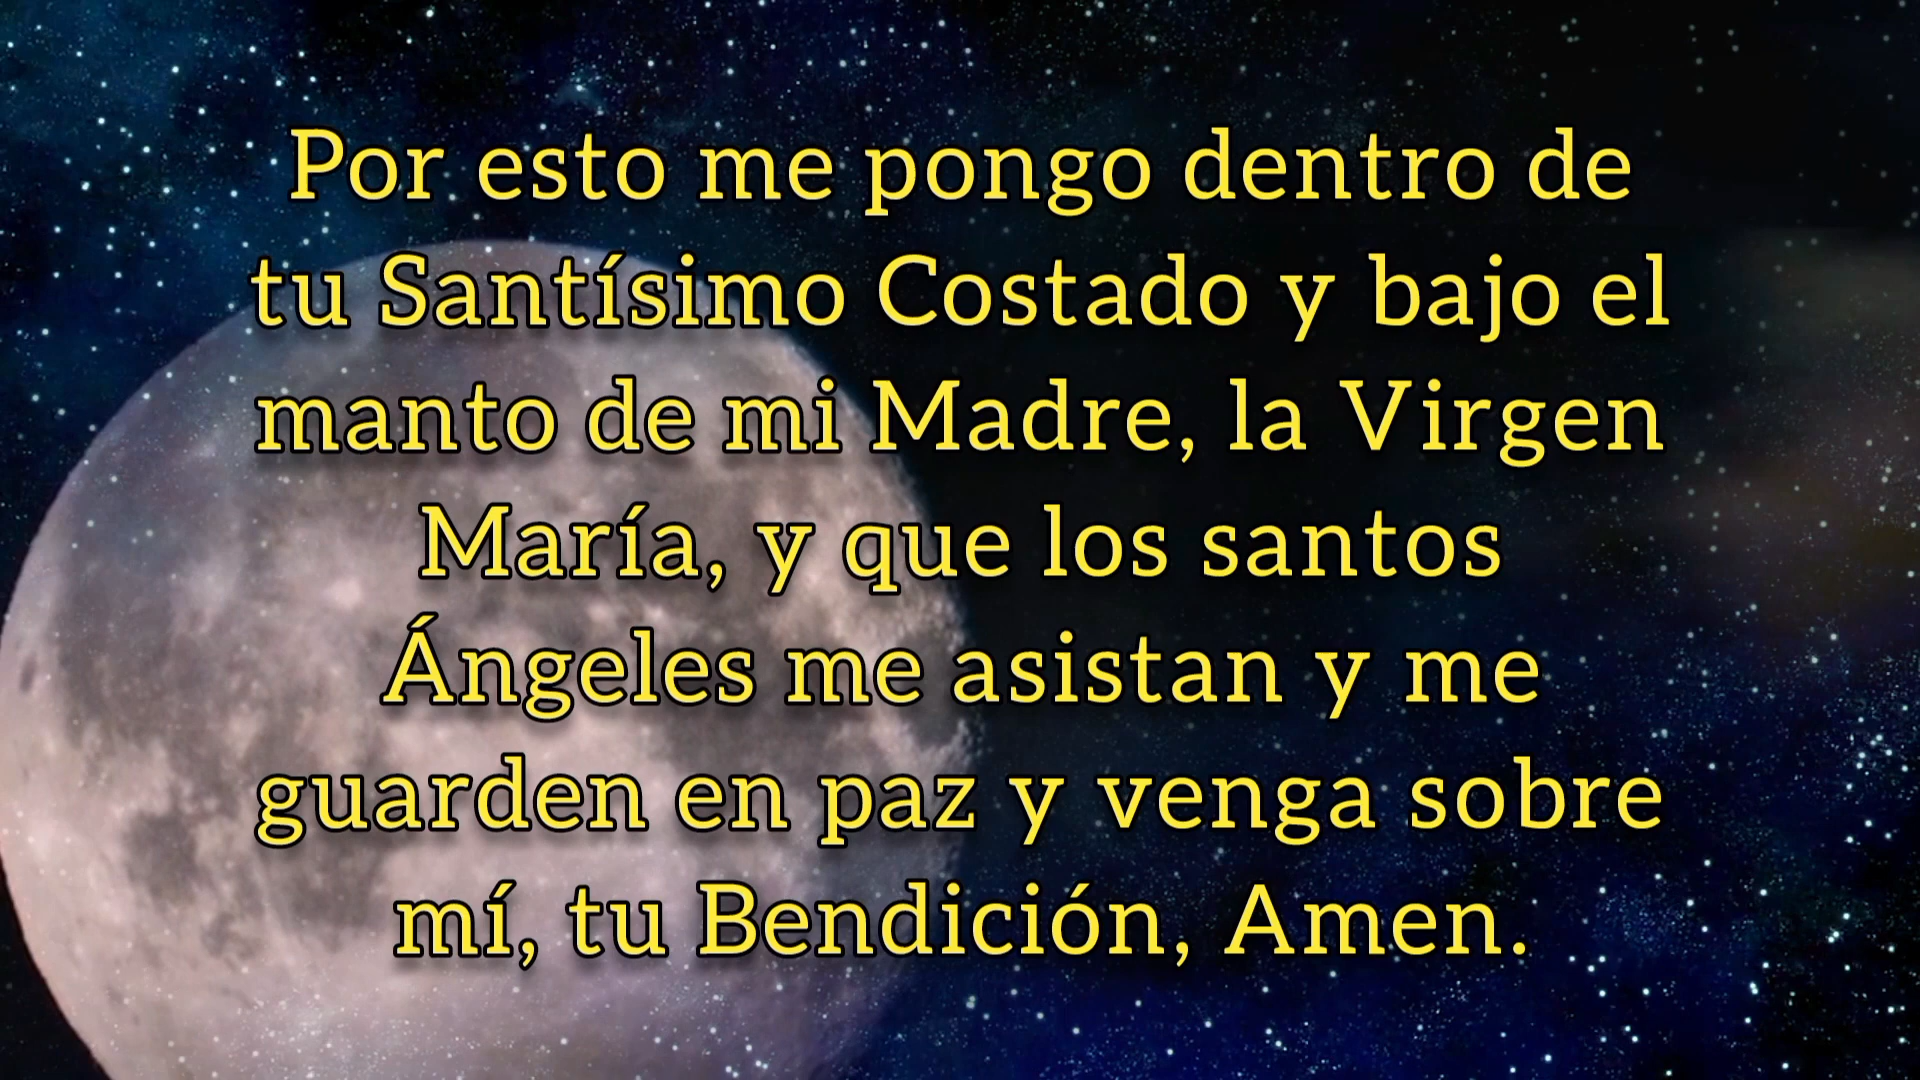 Por esto me pongo dentro de
tu Santísimo Costado y bajo el
manto de mi Madre, la Virgen
María, y que los santos
Ángeles me asistan y me
guarden en paz y venga sobre
mí, tu Bendición, Amen.